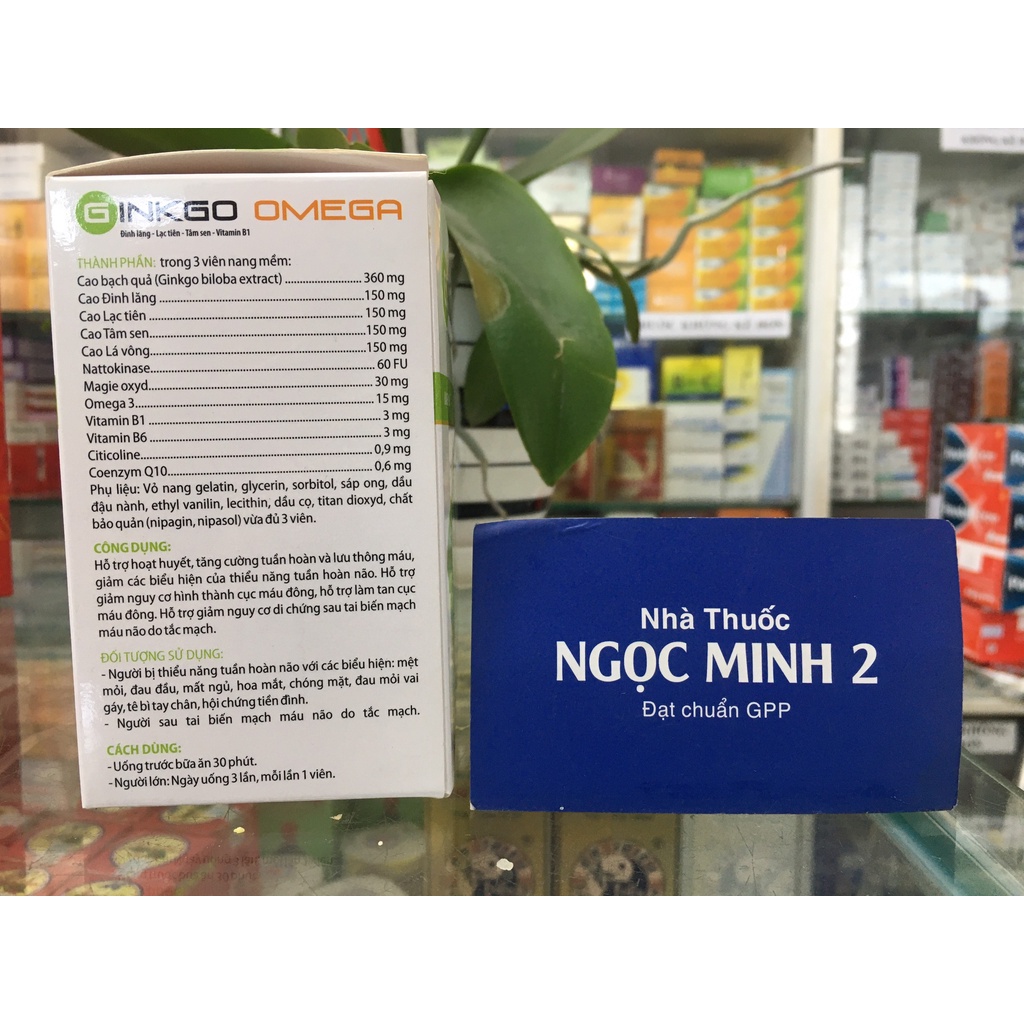 GINKGO OMEGA
Đinh lăng - Lạc tiên - Tâm sen - Vitamin B1
THÀNH PHẦN: trong 3 viên nang mềm:
Cao bạch quả (Ginkgo biloba extract) ..................... 360 mg
Cao Đinh lăng ..................... 150 mg
Cao Lạc tiên ..................... 150 mg
Cao Tâm sen ..................... 150 mg
Cao Lá vông..................... 150 mg
Nattokinase..................... 60 FU
Magie oxyd..................... 30 mg
Omega 3..................... 15 mg
Vitamin B1 ..................... 3 mg
Vitamin B6 ..................... 3 mg
Citicoline..................... 0,9 mg
Coenzym Q10..................... 0,6 mg
Phụ liệu: Vỏ nang gelatin, glycerin, sorbitol, sáp ong, dầu
đậu nành, ethyl vanilin, lecithin, dầu cọ, titan dioxyd, chất
bảo quản (nipagin, nipasol) vừa đủ 3 viên.
CÔNG DỤNG:
Hỗ trợ hoạt huyết, tăng cường tuần hoàn và lưu thông máu,
giảm các biểu hiện của thiểu năng tuần hoàn não. Hỗ trợ
giảm nguy cơ hình thành cục máu đông, hỗ trợ làm tan cục
máu đông. Hỗ trợ giảm nguy cơ di chứng sau tai biến mạch
máu não do tắc mạch.
ĐỐI TƯỢNG SỬ DỤNG:
- Người bị thiểu năng tuần hoàn não với các biểu hiện: mệt
mỏi, đau đầu, mất ngủ, hoa mắt, chóng mặt, đau mỏi vai
gáy, tê bì tay chân, hội chứng tiền đình.
- Người sau tai biến mạch máu não do tắc mạch.
CÁCH DÙNG:
- Uống trước bữa ăn 30 phút.
- Người lớn: Ngày uống 3 lần, mỗi lần 1 viên.
Nhà Thuốc
NGỌC MINH 2
Đạt chuẩn GPP